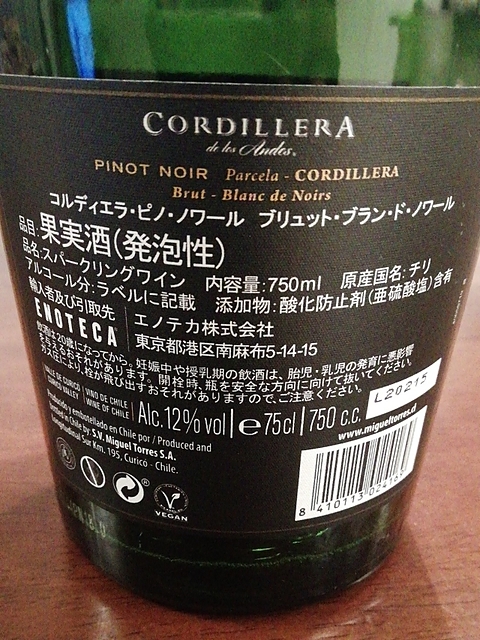 CORDILLERA
de los Andes®
PINOT NOIR Parcela - CORDILLERA
Brut - Blanc de Noirs
コルディエラ・ピノ・ノワール ブリュット・ブラン・ド・ノワール
品目:果実酒(発泡性)
品名:スパークリングワイン 内容量:750ml 原産国名:チリ
アルコール分:ラベルに記載 添加物:酸化防止剤(亜硫酸塩)含有
輸入者及び引取先
ENOTECA
エノテカ株式会社
東京都港区南麻布5-14-15
飲酒は20歳になってから。妊娠中や授乳期の飲酒は、胎児・乳児の発育に悪影響
を与えるおそれがあります。開栓時、瓶を安全な方向に向けて抜いてください。
ガス圧により、栓が飛び出すおそれがありますので、ご注意ください。
L20215
VALLE DE CURICÓ
CURICÓ VALLEY
VINO DE CHILE
WINE OF CHILE
Alc.12% vol
e 75cl
750 c.c.
www.migueltorres.cl
Producido y embotellado en Chile por / Produced and
in Chile by: S.V. Miguel Torres S.A.
Sur Km. 195, Curicó - Chile.
VEGAN
8 410113 024169